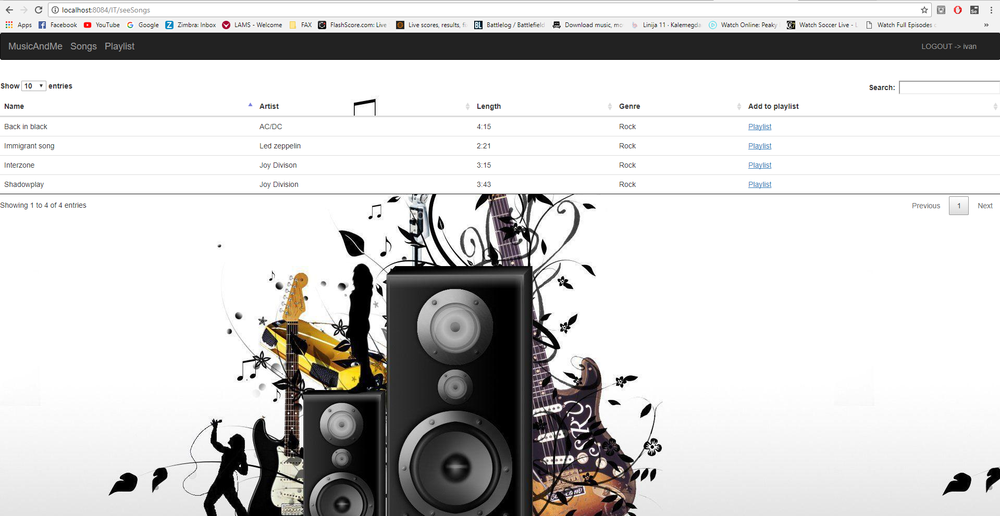 localhost:8084/IT/seeSongs
Apps Facebook YouTube Google Zimbra: Inbox LAMS - Welcome FAX FlashScore.com: Live Live scores, results, fi BL Battlelog / Battlefield Download music, mo Linija 11 · Kalemegda Watch Online: Peaky R7 Watch Soccer Live - L Watch Full Episodes »
MusicAndMe Songs Playlist LOGOUT -> ivan
Show 10 entries Search:
Name Artist Length Genre Add to playlist
Back in black AC/DC 4:15 Rock Playlist
Immigrant song Led zeppelin 2:21 Rock Playlist
Interzone Joy Divison 3:15 Rock Playlist
Shadowplay Joy Division 3:43 Rock Playlist
Showing 1 to 4 of 4 entries Previous 1 Next
SRV